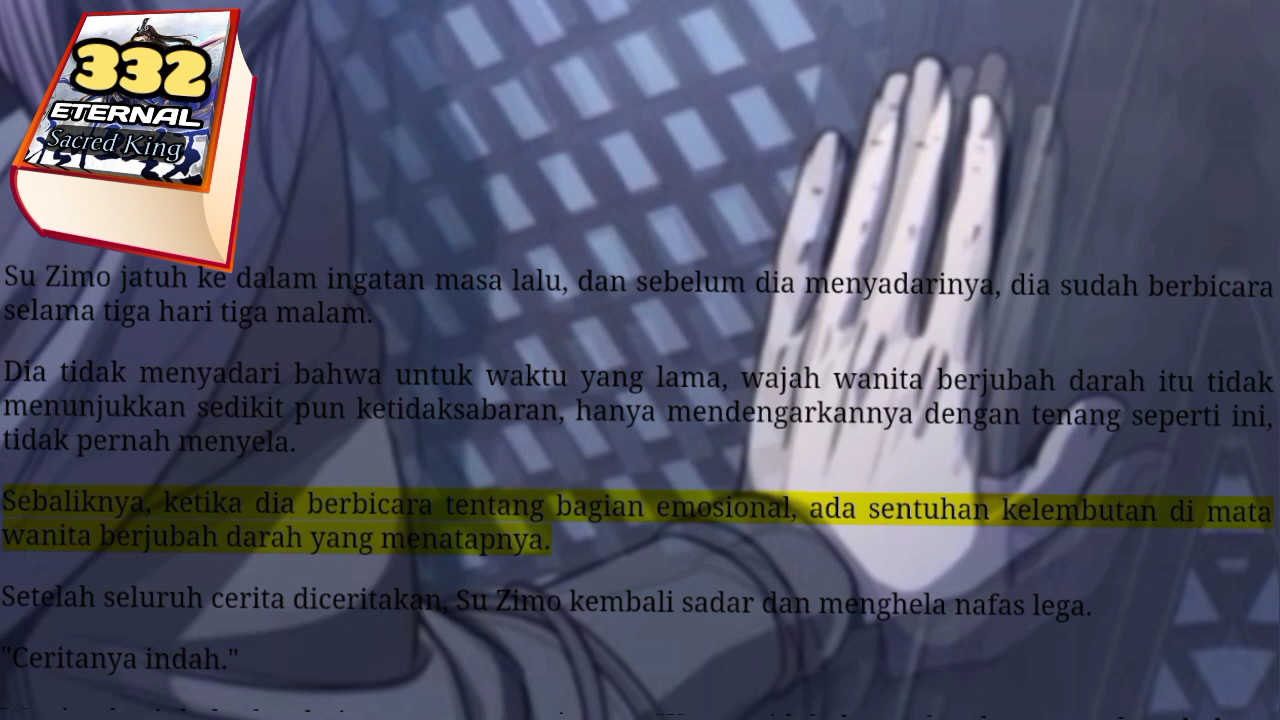 332
ETERNAL
Sacred King
Su Zimo jatuh ke dalam ingatan masa lalu, dan sebelum dia menyadarinya, dia sudah berbicara
selama tiga hari tiga malam.
Dia tidak menyadari bahwa untuk waktu yang lama, wajah wanita berjubah darah itu tidak
menunjukkan sedikit pun ketidaksabaran, hanya mendengarkannya dengan tenang seperti ini,
tidak pernah menyela.
Sebaliknya, ketika dia berbicara tentang bagian emosional, ada sentuhan kelembutan di mata
wanita berjubah darah yang menatapnya.
Setelah seluruh cerita diceritakan, Su Zimo kembali sadar dan menghela nafas lega.
"Ceritanya indah."